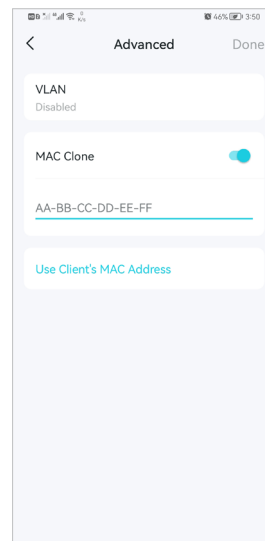 46% 3:50
Advanced
Done
VLAN
Disabled
MAC Clone
AA-BB-CC-DD-EE-FF
Use Client's MAC Address